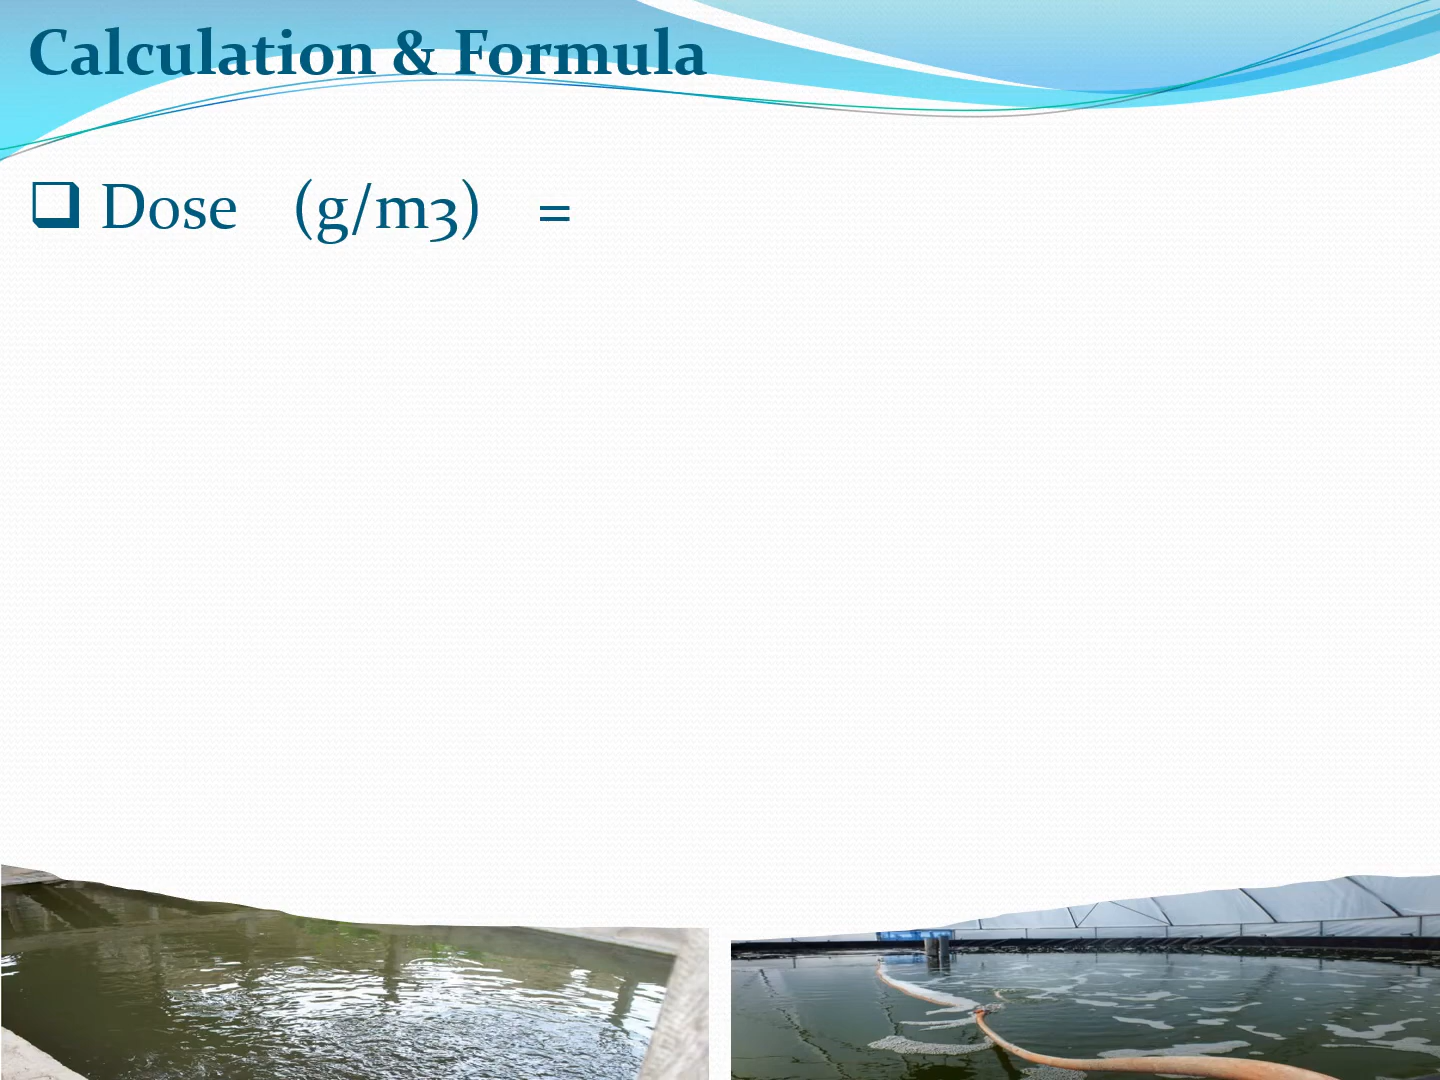 Calculation & Formula
Dose (g/m3) =